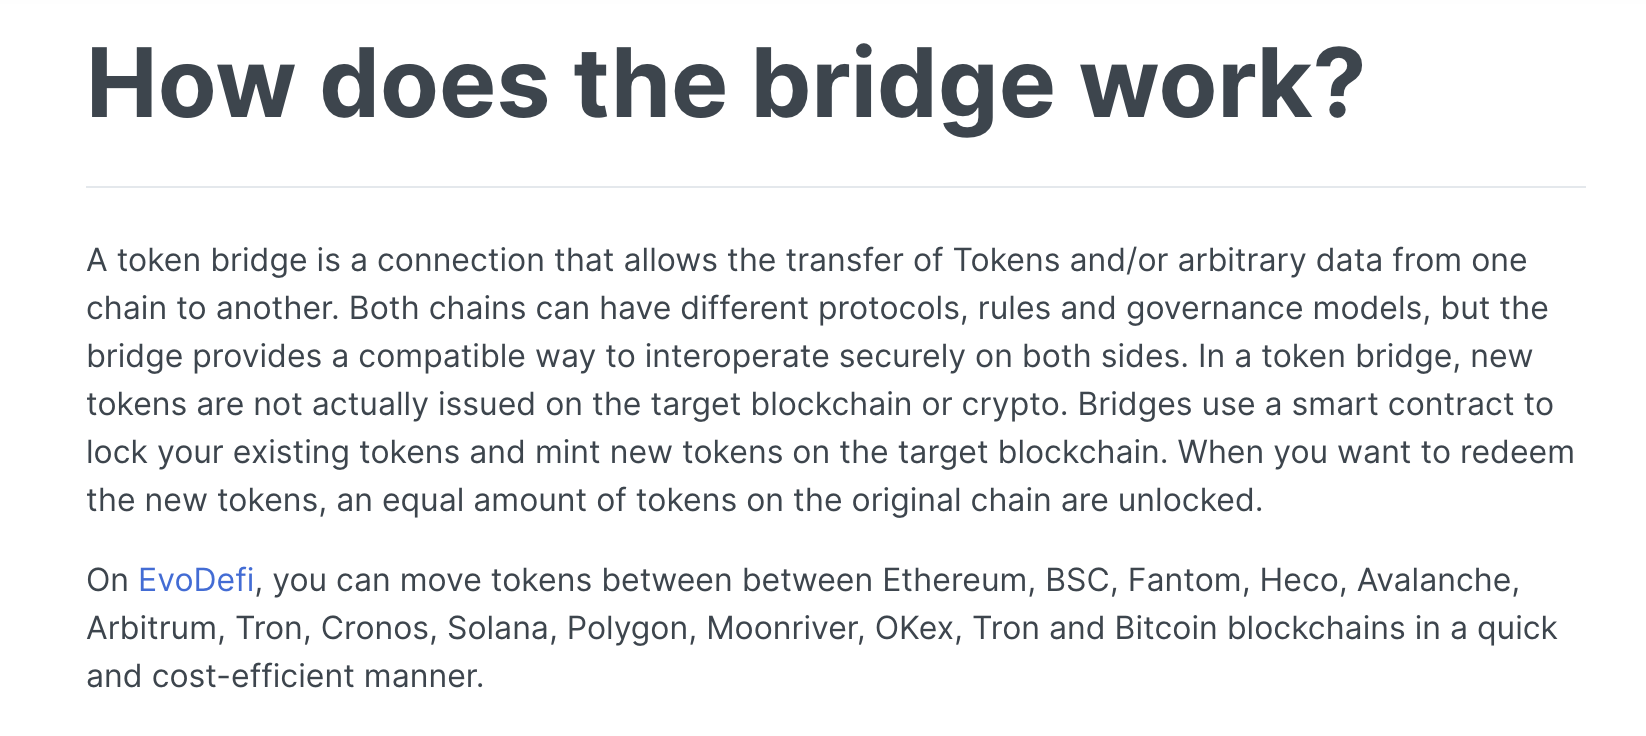 How does the bridge work?
A token bridge is a connection that allows the transfer of Tokens and/or arbitrary data from one
chain to another. Both chains can have different protocols, rules and governance models, but the
bridge provides a compatible way to interoperate securely on both sides. In a token bridge, new
tokens are not actually issued on the target blockchain or crypto. Bridges use a smart contract to
lock your existing tokens and mint new tokens on the target blockchain. When you want to redeem
the new tokens, an equal amount of tokens on the original chain are unlocked.
On EvoDefi, you can move tokens between between Ethereum, BSC, Fantom, Heco, Avalanche,
Arbitrum, Tron, Cronos, Solana, Polygon, Moonriver, OKex, Tron and Bitcoin blockchains in a quick
and cost-efficient manner.